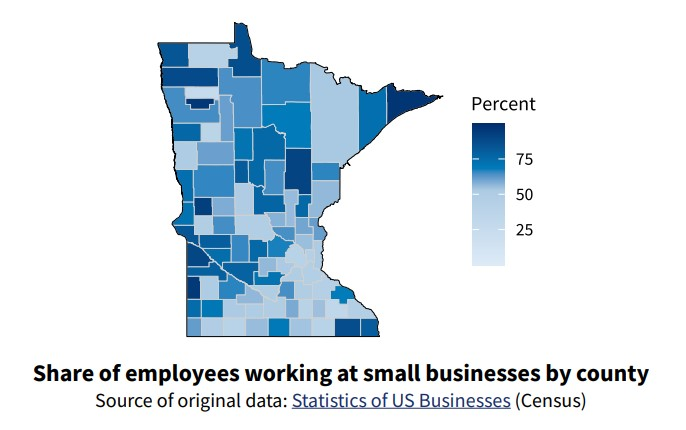 Percent
75
50
25
Share of employees working at small businesses by county
Source of original data: Statistics of US Businesses (Census)